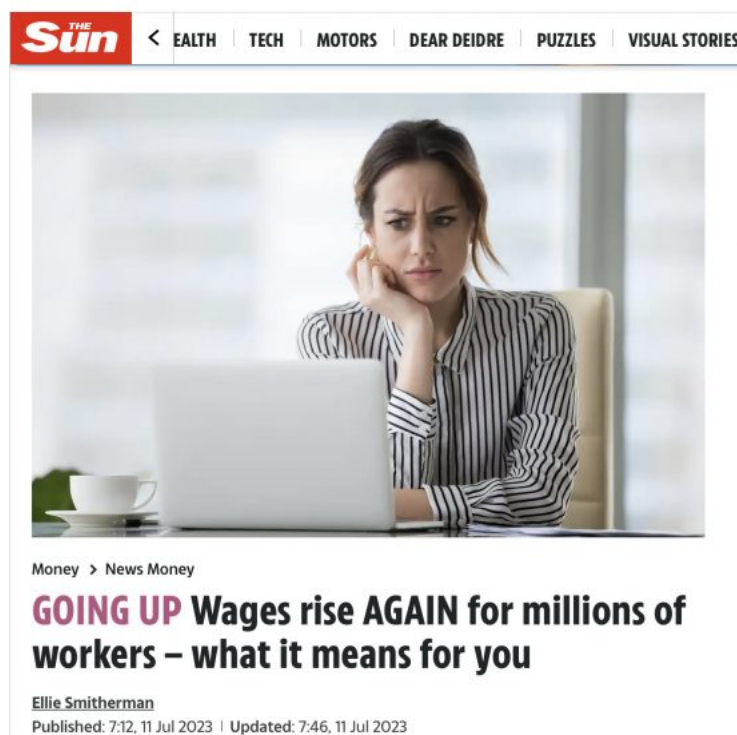 THE
Sun
< EALTH | TECH | MOTORS | DEAR DEIDRE | PUZZLES | VISUAL STORIES
Money > News Money
GOING UP Wages rise AGAIN for millions of
workers – what it means for you
Ellie Smitherman
Published: 7:12, 11 Jul 2023 | Updated: 7:46, 11 Jul 2023